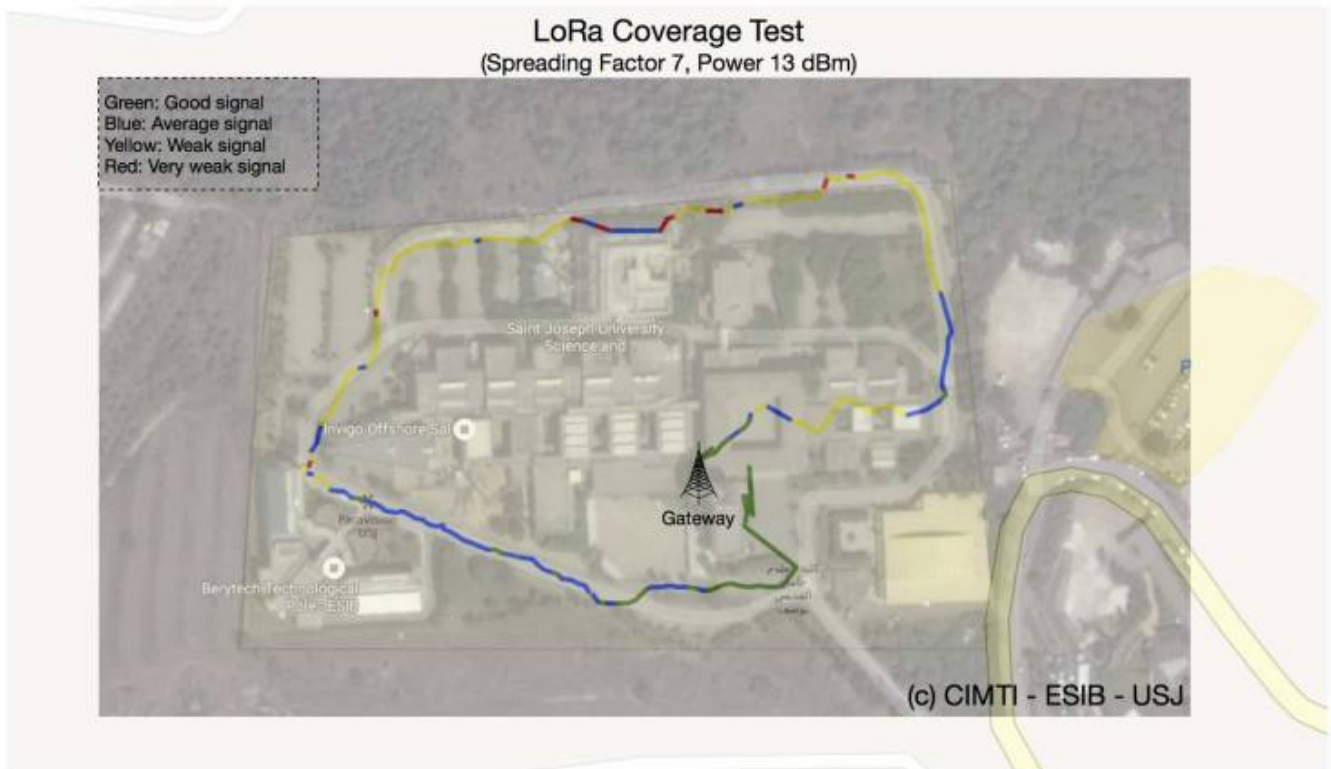 LoRa Coverage Test
(Spreading Factor 7, Power 13 dBm)
Green: Good signal
Blue: Average signal
Yellow: Weak signal
Red: Very weak signal
Saint Joseph University
Science and
Invigo Offshore Sal
Gateway
USJ
Berytech Technological
Pole - ESIB
P
(c) CIMTI - ESIB - USJ